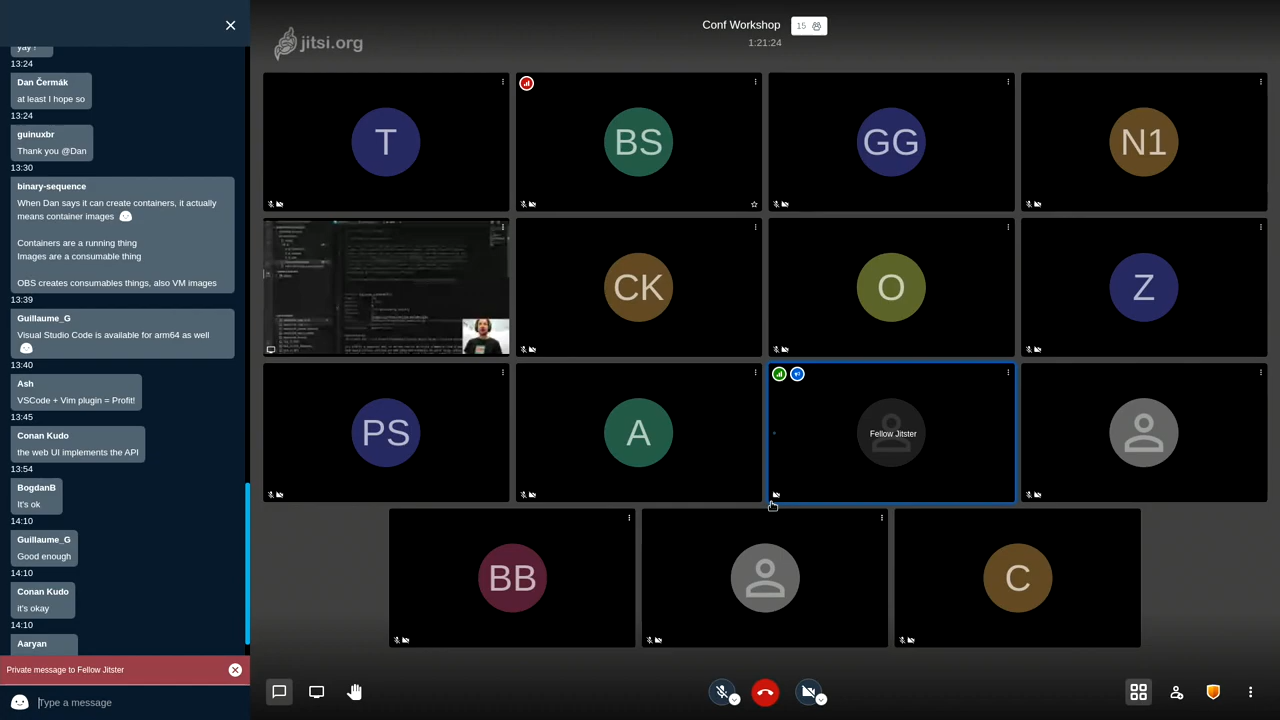 yay !
13:24
Dan Čermák
at least I hope so
13:24
guinuxbr
Thank you @Dan
13:30
binary-sequence
When Dan says it can create containers, it actually
means container images
Containers are a running thing
Images are a consumable thing
OBS creates consumables things, also VM images
13:39
Guillaume_G
Visual Studio Code is available for arm64 as well
13:40
Ash
VSCode + Vim plugin = Profit!
13:45
Conan Kudo
the web UI implements the API
13:54
BogdanB
It's ok
14:10
Guillaume_G
Good enough
14:10
Conan Kudo
it's okay
14:10
Aaryan
Private message to Fellow Jitster
Type a message
jitsi.org
Conf Workshop
15
1:21:24
T
BS
GG
N1
CK
O
Z
PS
A
Fellow Jitster
BB
C